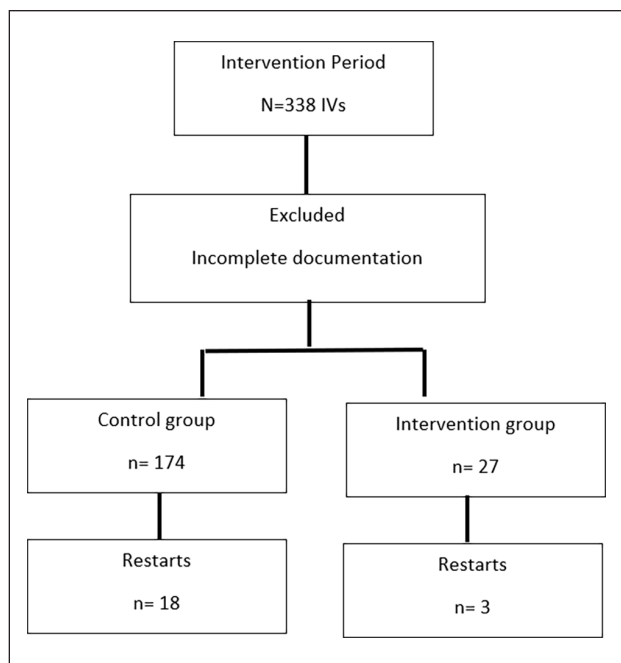 Intervention Period
N=338 IVs
Excluded
Incomplete documentation
Control group
n= 174
Intervention group
n= 27
Restarts
n= 18
Restarts
n= 3